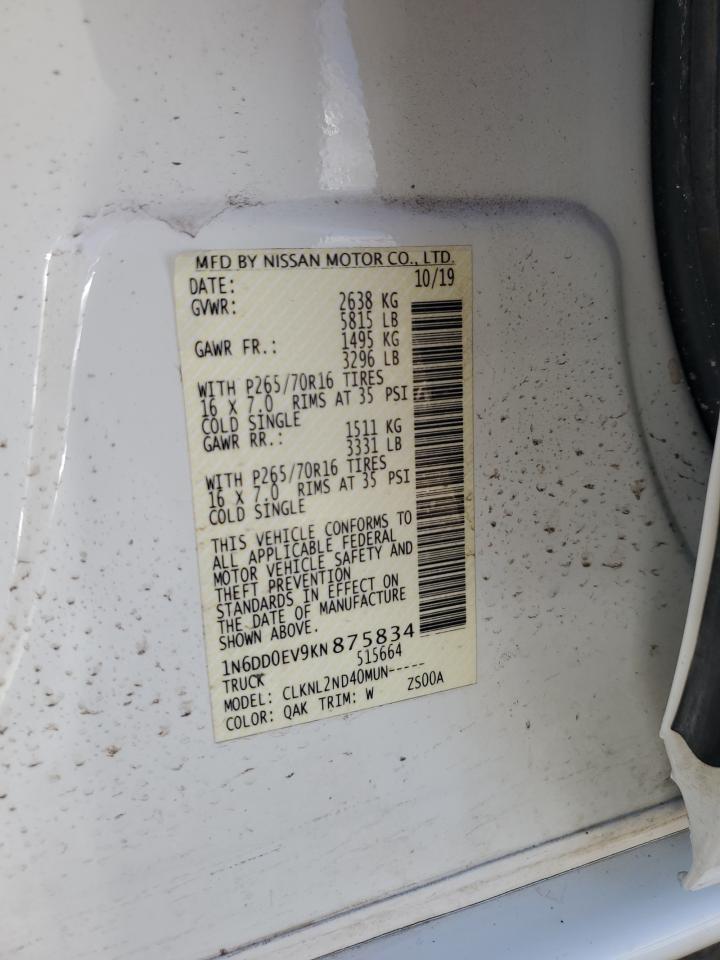 MFD BY NISSAN MOTOR CO., LTD.
DATE: 10/19
GVWR: 2638 KG
5815 LB
GAWR FR.: 1495 KG
3296 LB
WITH P265/70R16 TIRES
16 X 7.0 RIMS AT 35 PSI
COLD SINGLE
GAWR RR.: 1511 KG
3331 LB
WITH P265/70R16 TIRES
16 X 7.0 RIMS AT 35 PSI
COLD SINGLE
THIS VEHICLE CONFORMS TO
ALL APPLICABLE FEDERAL
MOTOR VEHICLE SAFETY AND
THEFT PREVENTION
STANDARDS IN EFFECT ON
THE DATE OF MANUFACTURE
SHOWN ABOVE.
1N6DD0EV9KN875834
TRUCK 515664
MODEL: CLKNL2ND40MUN-----
COLOR: QAK TRIM: W ZS00A